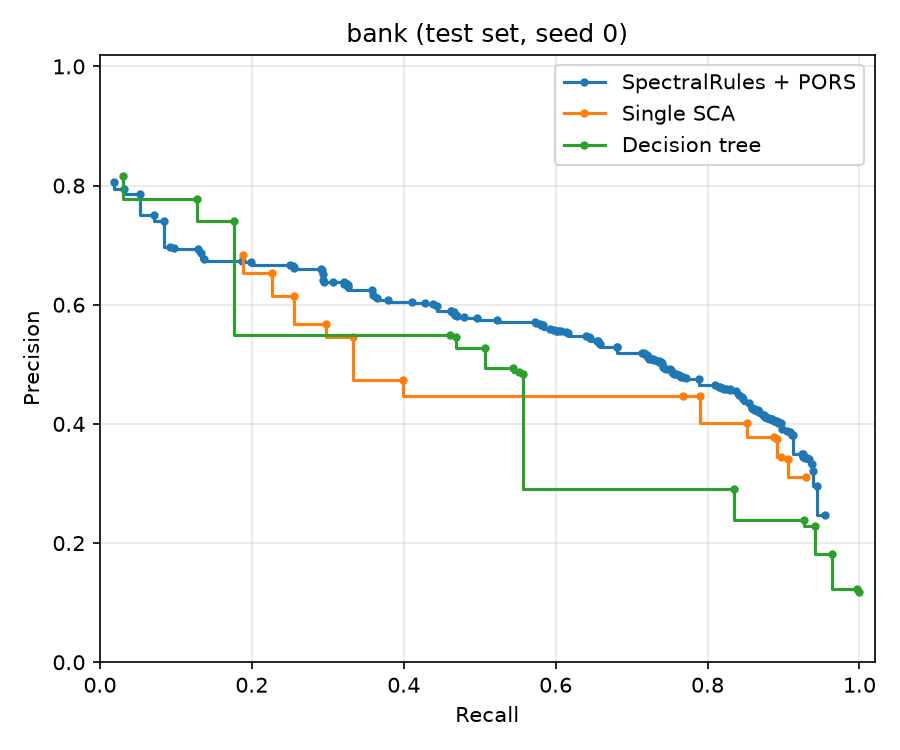 bank (test set, seed 0)
SpectralRules + PORS
Single SCA
Decision tree
Precision
1.0
0.8
0.6
0.4
0.2
0.0
0.0 0.2 0.4 0.6 0.8 1.0
Recall